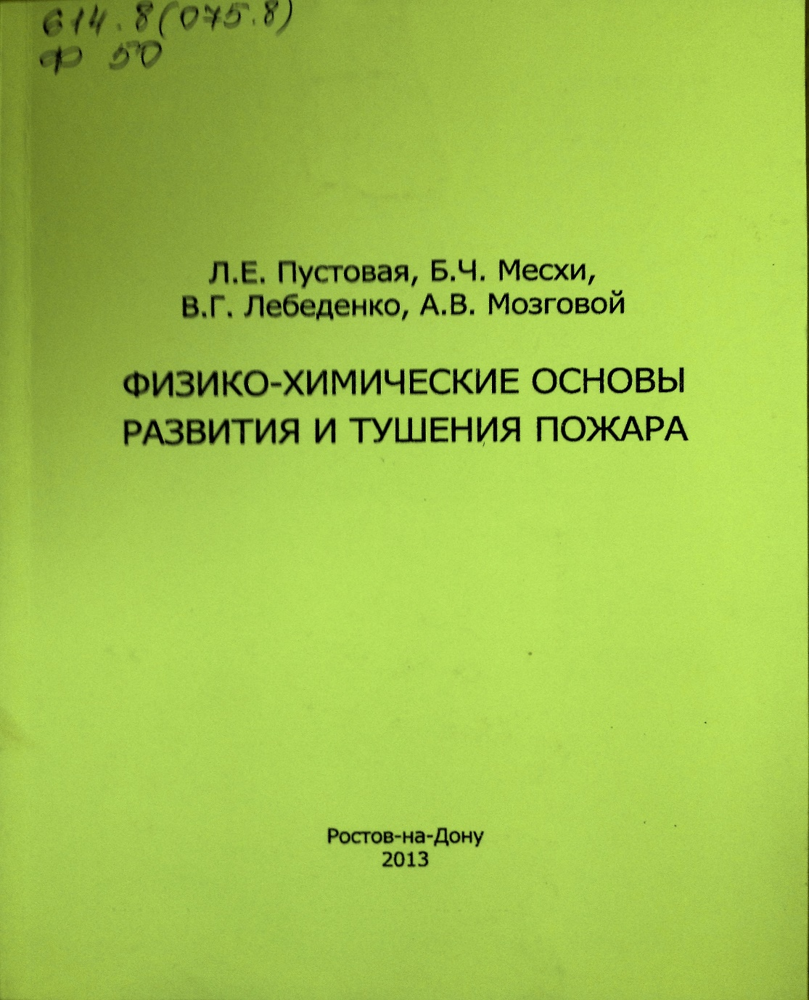 614.8(075.8)
Ф 50
Л.Е. Пустовая, Б.Ч. Месхи,
В.Г. Лебеденко, А.В. Мозговой
ФИЗИКО-ХИМИЧЕСКИЕ ОСНОВЫ
РАЗВИТИЯ И ТУШЕНИЯ ПОЖАРА
Ростов-на-Дону
2013